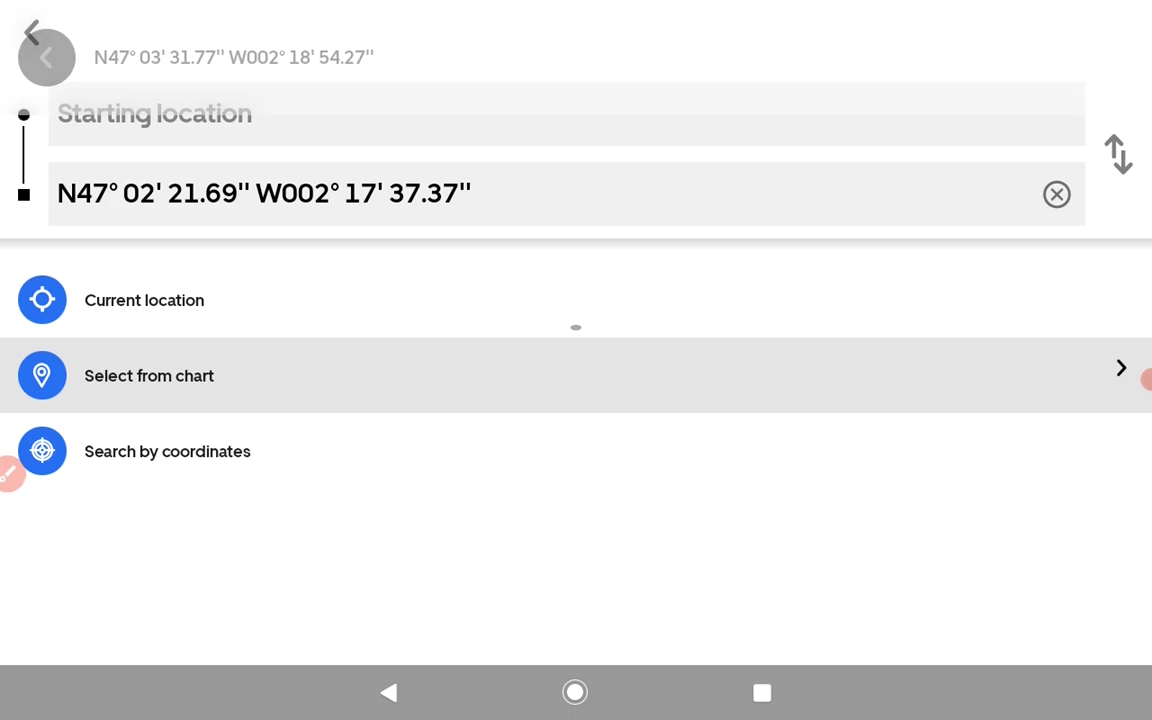 N47° 03' 31.77'' W002° 18' 54.27''
Starting location
N47° 02' 21.69'' W002° 17' 37.37''
Current location
Select from chart
Search by coordinates